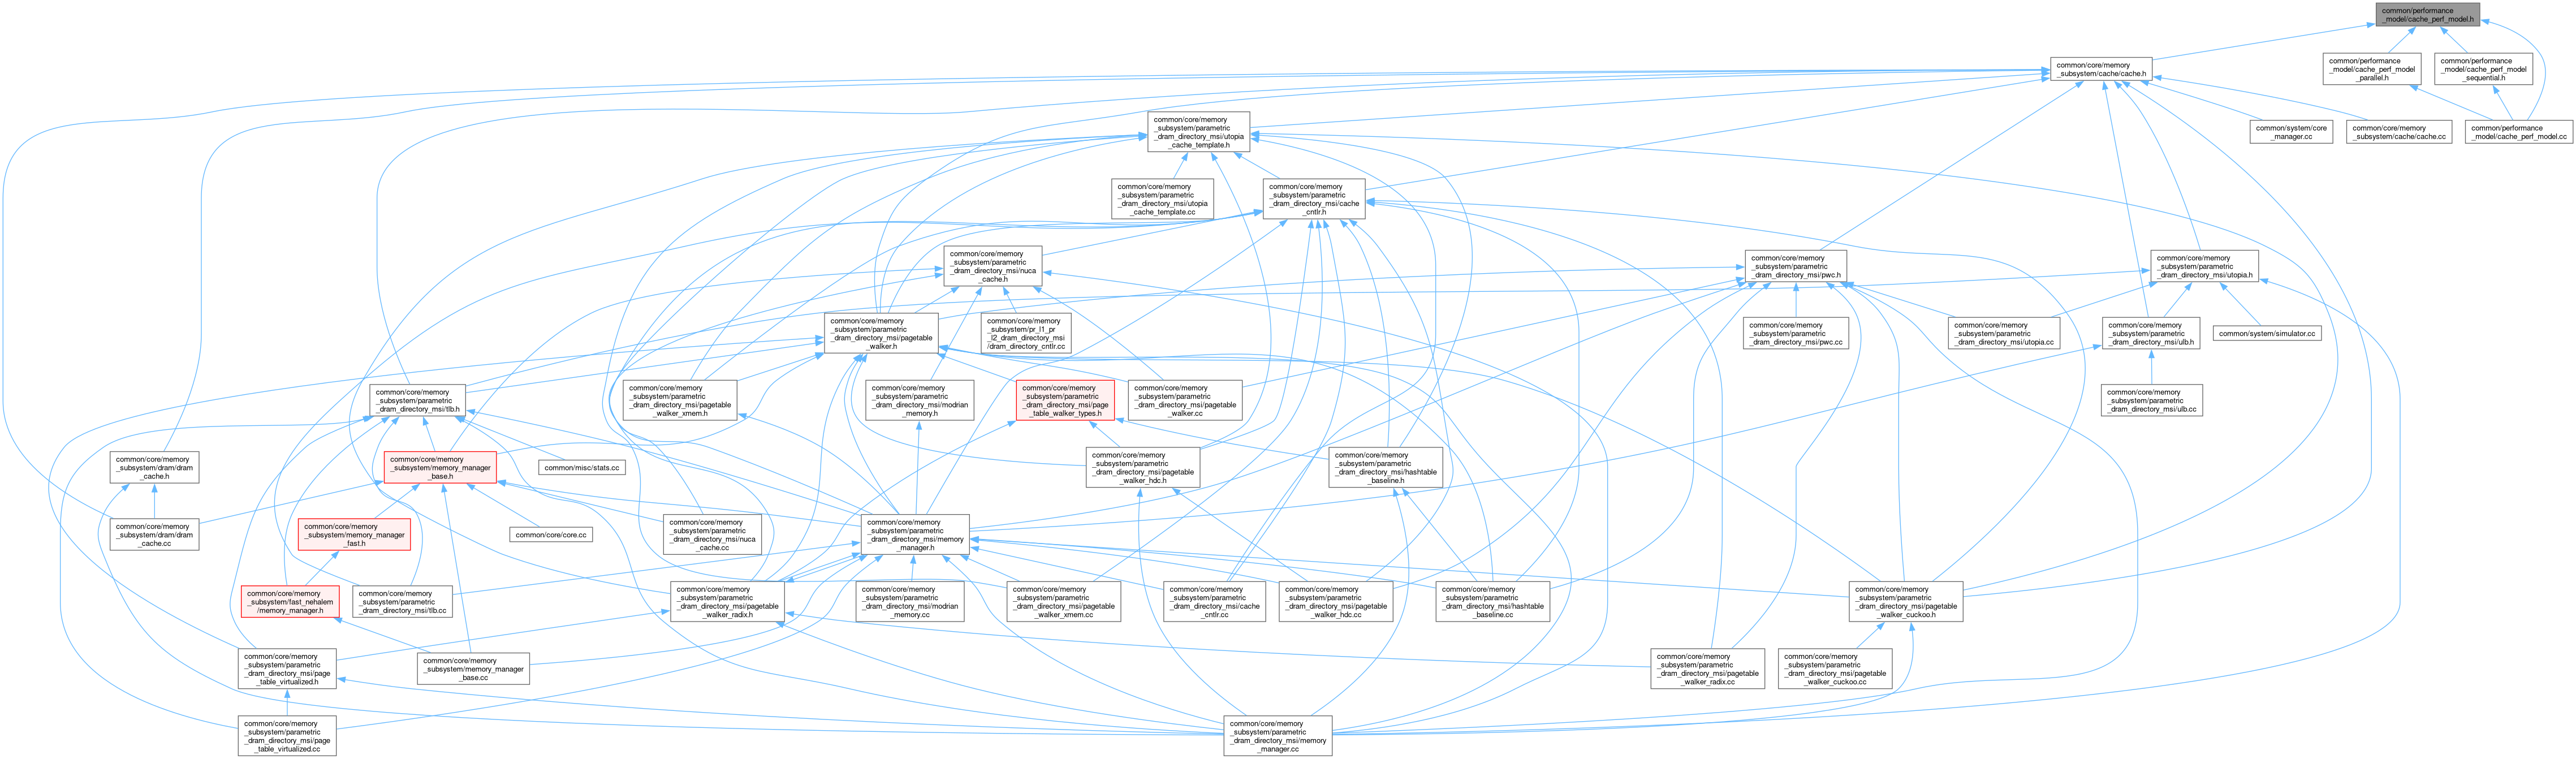 common/performance
_model/cache_perf_model.h
common/core/memory
_subsystem/cache/cache.h
common/performance
_model/cache_perf_model
_parallel.h
common/performance
_model/cache_perf_model
_sequential.h
common/core/memory
_subsystem/parametric
_dram_directory_msi/utopia
_cache_template.h
common/system/core
_manager.cc
common/core/memory
_subsystem/cache/cache.cc
common/performance
_model/cache_perf_model.cc
common/core/memory
_subsystem/parametric
_dram_directory_msi/utopia
_cache_template.cc
common/core/memory
_subsystem/parametric
_dram_directory_msi/cache
_cntlr.h
common/core/memory
_subsystem/parametric
_dram_directory_msi/nuca
_cache.h
common/core/memory
_subsystem/parametric
_dram_directory_msi/pwc.h
common/core/memory
_subsystem/parametric
_dram_directory_msi/utopia.h
common/core/memory
_subsystem/parametric
_dram_directory_msi/pagetable
_walker.h
common/core/memory
_subsystem/pr_l1_pr
_l2_dram_directory_msi
/dram_directory_cntlr.cc
common/core/memory
_subsystem/parametric
_dram_directory_msi/pwc.cc
common/core/memory
_subsystem/parametric
_dram_directory_msi/utopia.cc
common/core/memory
_subsystem/parametric
_dram_directory_msi/ulb.h
common/system/simulator.cc
common/core/memory
_subsystem/parametric
_dram_directory_msi/tlb.h
common/core/memory
_subsystem/parametric
_dram_directory_msi/pagetable
_walker_xmem.h
common/core/memory
_subsystem/parametric
_dram_directory_msi/modrian
_memory.h
common/core/memory
_subsystem/parametric
_dram_directory_msi/page
_table_walker_types.h
common/core/memory
_subsystem/parametric
_dram_directory_msi/pagetable
_walker.cc
common/core/memory
_subsystem/parametric
_dram_directory_msi/ulb.cc
common/core/memory
_subsystem/dram/dram
_cache.h
common/core/memory
_subsystem/memory_manager
_base.h
common/misc/stats.cc
common/core/memory
_subsystem/parametric
_dram_directory_msi/pagetable
_walker_hdc.h
common/core/memory
_subsystem/parametric
_dram_directory_msi/hashtable
_baseline.h
common/core/memory
_subsystem/dram/dram
_cache.cc
common/core/memory
_subsystem/memory_manager
_fast.h
common/core/core.cc
common/core/memory
_subsystem/parametric
_dram_directory_msi/nuca
_cache.cc
common/core/memory
_subsystem/parametric
_dram_directory_msi/memory
_manager.h
common/core/memory
_subsystem/fast_nehalem
/memory_manager.h
common/core/memory
_subsystem/parametric
_dram_directory_msi/tlb.cc
common/core/memory
_subsystem/parametric
_dram_directory_msi/pagetable
_walker_radix.h
common/core/memory
_subsystem/parametric
_dram_directory_msi/modrian
_memory.cc
common/core/memory
_subsystem/parametric
_dram_directory_msi/pagetable
_walker_xmem.cc
common/core/memory
_subsystem/parametric
_dram_directory_msi/cache
_cntlr.cc
common/core/memory
_subsystem/parametric
_dram_directory_msi/pagetable
_walker_hdc.cc
common/core/memory
_subsystem/parametric
_dram_directory_msi/hashtable
_baseline.cc
common/core/memory
_subsystem/parametric
_dram_directory_msi/pagetable
_walker_cuckoo.h
common/core/memory
_subsystem/parametric
_dram_directory_msi/page
_table_virtualized.h
common/core/memory
_subsystem/memory_manager
_base.cc
common/core/memory
_subsystem/parametric
_dram_directory_msi/pagetable
_walker_radix.cc
common/core/memory
_subsystem/parametric
_dram_directory_msi/pagetable
_walker_cuckoo.cc
common/core/memory
_subsystem/parametric
_dram_directory_msi/page
_table_virtualized.cc
common/core/memory
_subsystem/parametric
_dram_directory_msi/memory
_manager.cc